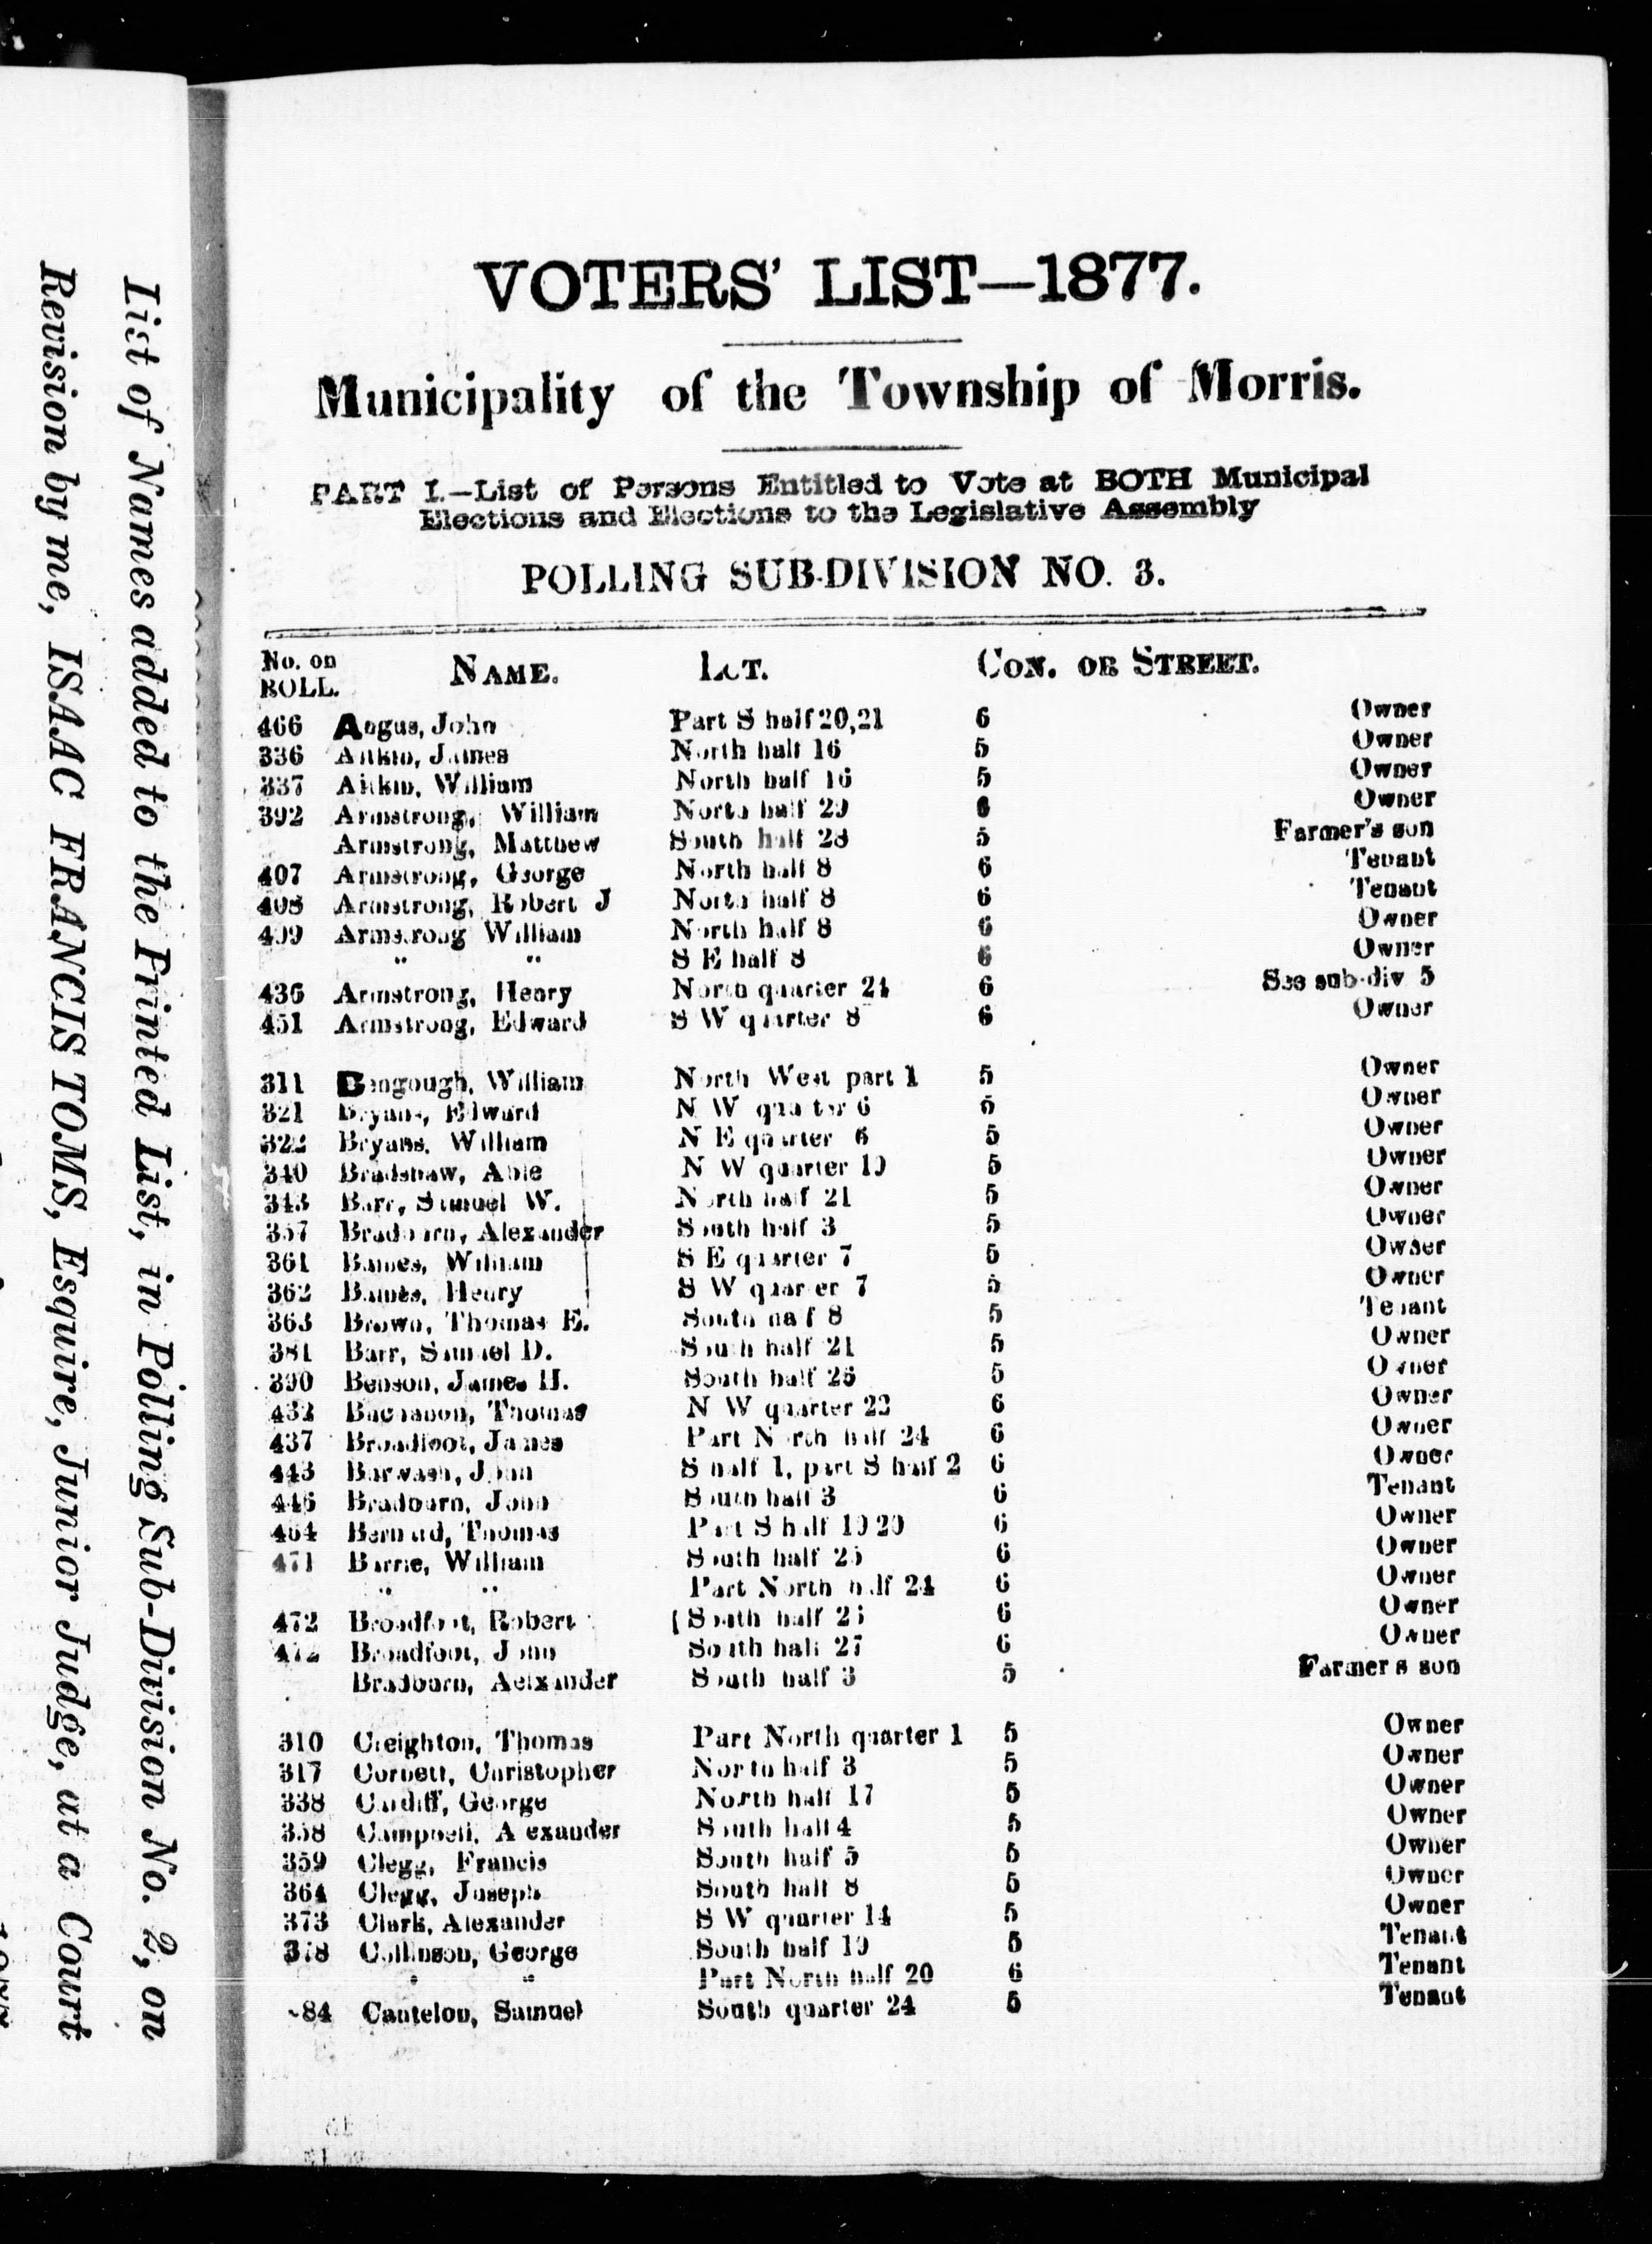 List of Names added to the Printed List, in Polling Sub-Division No. 2, on
Revision by me, ISAAC FRANCIS TOMS, Esquire, Junior Judge, at a Court
VOTERS' LIST—1877.
Municipality of the Township of Morris.
PART I.—List of Persons Entitled to Vote at BOTH Municipal
Elections and Elections to the Legislative Assembly
POLLING SUB-DIVISION NO. 3.
No. on ROLL. NAME. LOT. CON. OR STREET.
466 Angus, John Part S half 20,21 6 Owner
336 Aitkin, James North half 16 5 Owner
337 Aitkin, William North half 16 5 Owner
392 Armstrong, William North half 29 6 Owner
Armstrong, Matthew South half 28 5 Farmer's son
407 Armstrong, George North half 8 6 Tenant
408 Armstrong, Robert J North half 8 6 Tenant
409 Armstrong William North half 8 6 Owner
" " S E half 8 6 Owner
436 Armstrong, Henry North quarter 24 6 See sub-div 5
451 Armstrong, Edward S W quarter 8 6 Owner
311 Bengough, William North West part 1 5 Owner
321 Bryans, Edward N W quarter 6 5 Owner
322 Bryans, William N E quarter 6 5 Owner
340 Bradshaw, Able N W quarter 19 5 Owner
343 Barr, Samuel W. North half 21 5 Owner
357 Bradburn, Alexander South half 3 5 Owner
361 Bames, William S E quarter 7 5 Owner
362 Bames, Henry S W quarter 7 5 Owner
363 Brown, Thomas E. South half 8 5 Tenant
381 Barr, Samuel D. South half 21 5 Owner
390 Benson, James H. South half 26 5 Owner
432 Buchanon, Thomas N W quarter 22 6 Owner
437 Broadfoot, James Part North half 24 6 Owner
443 Barwash, John S half 1, part S half 2 6 Owner
446 Bradburn, John South half 3 6 Tenant
464 Bernard, Thomas Part S half 19 20 6 Owner
471 Barrie, William South half 25 6 Owner
" " Part North half 24 6 Owner
472 Broadfoot, Robert South half 26 6 Owner
472 Broadfoot, John South half 27 6 Owner
Bradburn, Aelxander South half 3 5 Farmer s son
310 Creighton, Thomas Part North quarter 1 5 Owner
317 Corbett, Christopher North half 3 5 Owner
338 Cardiff, George North half 17 5 Owner
358 Campbell, A exander South half 4 5 Owner
359 Clegg, Francis South half 5 5 Owner
364 Clegg, Joseph South half 8 5 Owner
373 Clark, Alexander S W quarter 14 5 Owner
378 Collinson, George South half 19 5 Tenant
" " Part North half 20 6 Tenant
84 Cantelon, Samuel South quarter 24 5 Tenant